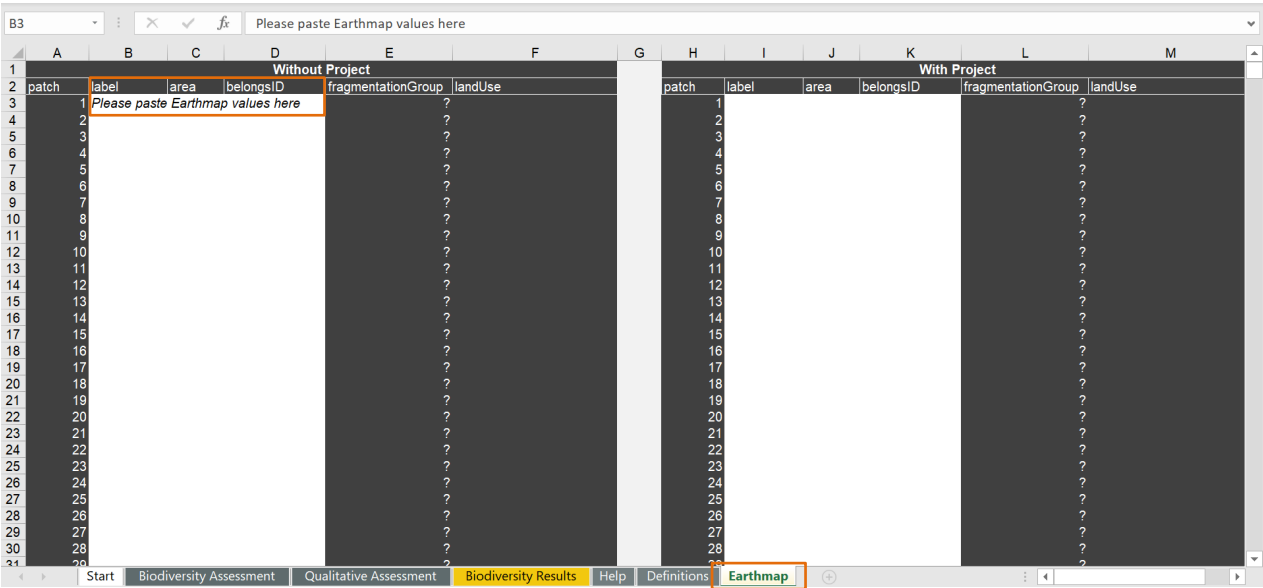 B3 fx Please paste Earthmap values here
A B C D E F G H I J K L M
1 Without Project With Project
2 patch label area belongsID fragmentationGroup landUse patch label area belongsID fragmentationGroup landUse
3 1 Please paste Earthmap values here ? 1 ?
4 2 ? 2 ?
5 3 ? 3 ?
6 4 ? 4 ?
7 5 ? 5 ?
8 6 ? 6 ?
9 7 ? 7 ?
10 8 ? 8 ?
11 9 ? 9 ?
12 10 ? 10 ?
13 11 ? 11 ?
14 12 ? 12 ?
15 13 ? 13 ?
16 14 ? 14 ?
17 15 ? 15 ?
18 16 ? 16 ?
19 17 ? 17 ?
20 18 ? 18 ?
21 19 ? 19 ?
22 20 ? 20 ?
23 21 ? 21 ?
24 22 ? 22 ?
25 23 ? 23 ?
26 24 ? 24 ?
27 25 ? 25 ?
28 26 ? 26 ?
29 27 ? 27 ?
30 28 ? 28 ?
31 29 ? 29 ?
Start Biodiversity Assessment Qualitative Assessment Biodiversity Results Help Definitions Earthmap